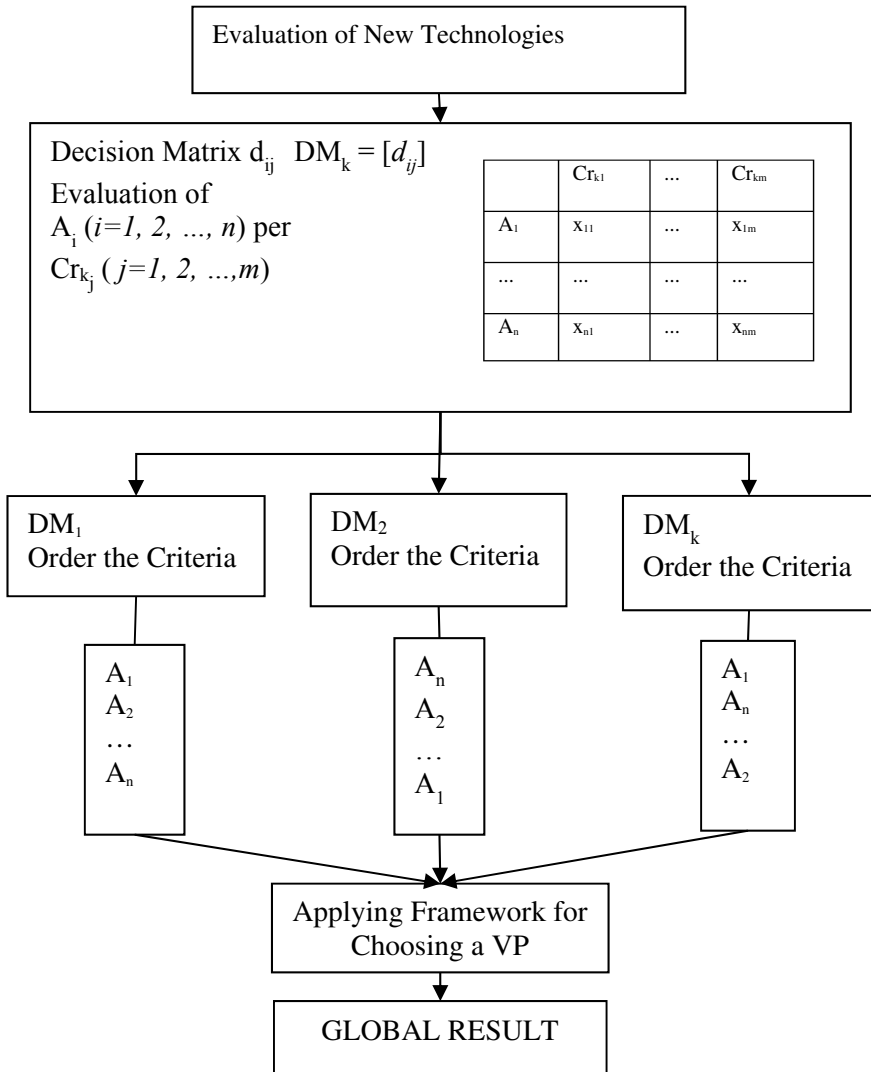 Evaluation of New Technologies
Decision Matrix dᵢⱼ DMₖ = [dᵢⱼ]
Evaluation of
Aᵢ (i=1, 2, ..., n) per
Crₖⱼ ( j=1, 2, ...,m)
Crₖ₁ ... Crₖₘ
A₁ x₁₁ ... x₁ₘ
... ... ... ...
Aₙ xₙ₁ ... xₙₘ
DM₁
Order the Criteria
DM₂
Order the Criteria
DMₖ
Order the Criteria
A₁
A₂
…
Aₙ
Aₙ
A₂
…
A₁
A₁
Aₙ
…
A₂
Applying Framework for
Choosing a VP
GLOBAL RESULT